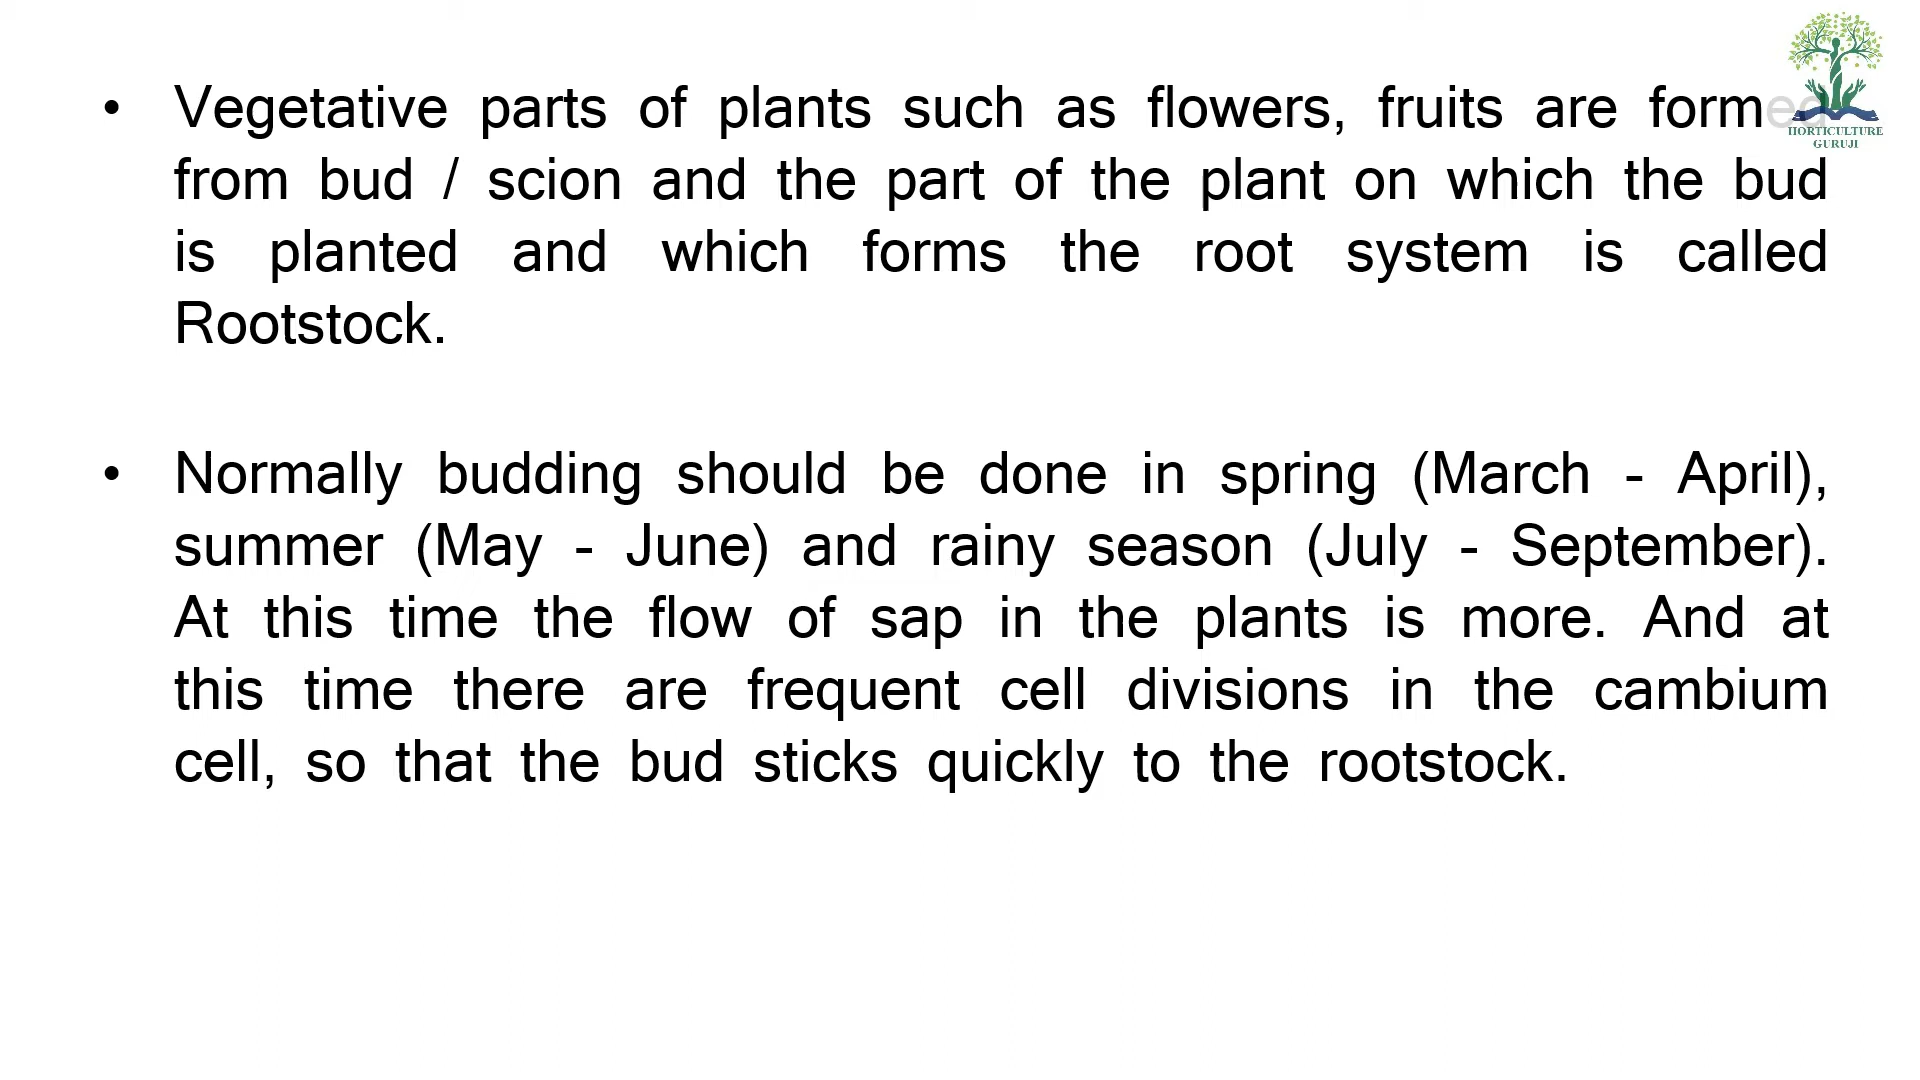 • Vegetative parts of plants such as flowers, fruits are formed
from bud / scion and the part of the plant on which the bud
is planted and which forms the root system is called
Rootstock.
• Normally budding should be done in spring (March - April),
summer (May - June) and rainy season (July - September).
At this time the flow of sap in the plants is more. And at
this time there are frequent cell divisions in the cambium
cell, so that the bud sticks quickly to the rootstock.
HORTICULTURE
GURUJI